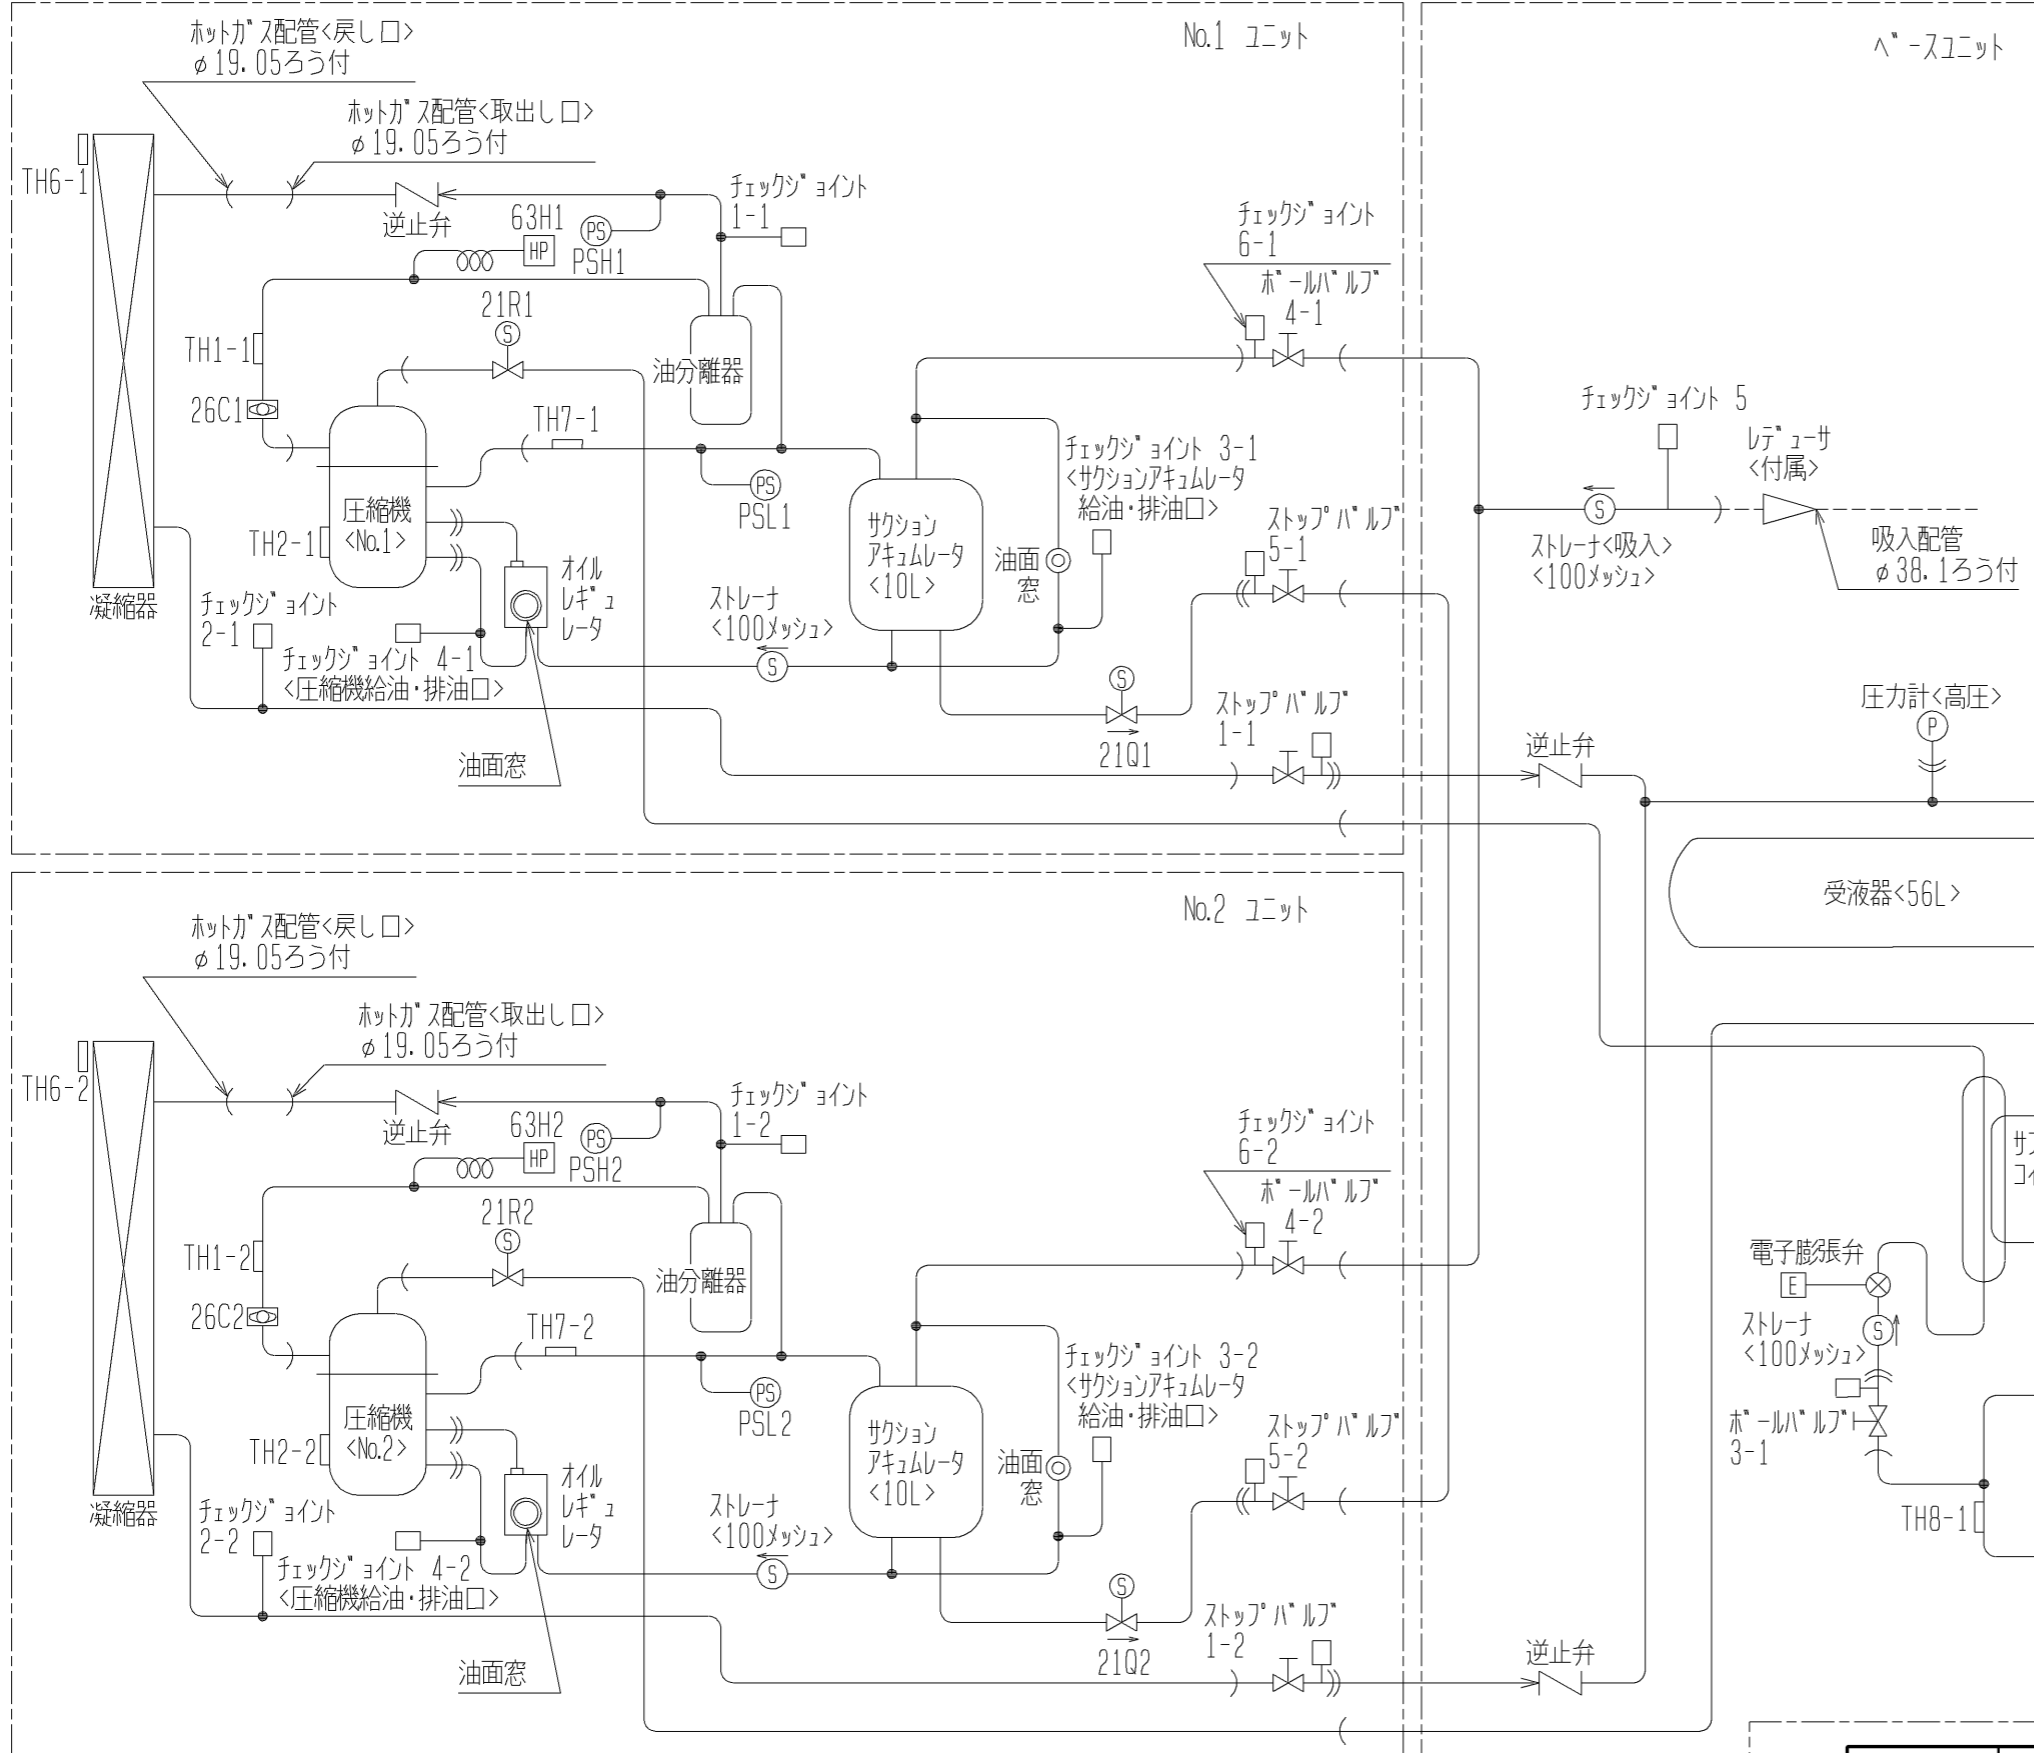 No.1 ユニット
ホットガス配管<戻し口>
φ19.05ろう付
ホットガス配管<取出し口>
φ19.05ろう付
TH6-1
逆止弁
63H1
HP
PS
PSH1
チェックジョイント
1-1
21R1
S
TH1-1
26C1
油分離器
TH7-1
PS
PSL1
圧縮機
<No.1>
TH2-1
凝縮器
チェックジョイント
2-1
チェックジョイント 4-1
<圧縮機給油・排油口>
オイル
レギュ
レータ
油面窓
ストレーナ
<100メッシュ>
S
サクション
アキュムレータ
<10L>
油面
窓
チェックジョイント 3-1
<サクションアキュムレータ
給油・排油口>
チェックジョイント
6-1
ボールバルブ
4-1
ストップバルブ
5-1
S
21Q1
ストップバルブ
1-1
No.2 ユニット
ホットガス配管<戻し口>
φ19.05ろう付
ホットガス配管<取出し口>
φ19.05ろう付
TH6-2
逆止弁
63H2
HP
PS
PSH2
チェックジョイント
1-2
21R2
S
TH1-2
26C2
油分離器
TH7-2
PS
PSL2
圧縮機
<No.2>
TH2-2
凝縮器
チェックジョイント
2-2
チェックジョイント 4-2
<圧縮機給油・排油口>
オイル
レギュ
レータ
油面窓
ストレーナ
<100メッシュ>
S
サクション
アキュムレータ
<10L>
油面
窓
チェックジョイント 3-2
<サクションアキュムレータ
給油・排油口>
チェックジョイント
6-2
ボールバルブ
4-2
ストップバルブ
5-2
S
21Q2
ストップバルブ
1-2
ベースユニット
チェックジョイント 5
レデューサ
<付属>
S
ストレーナ<吸入>
<100メッシュ>
吸入配管
φ38.1ろう付
圧力計<高圧>
P
逆止弁
受液器<56L>
電子膨張弁
E
ストレーナ
<100メッシュ>
S
ボールバルブ
3-1
TH8-1
逆止弁